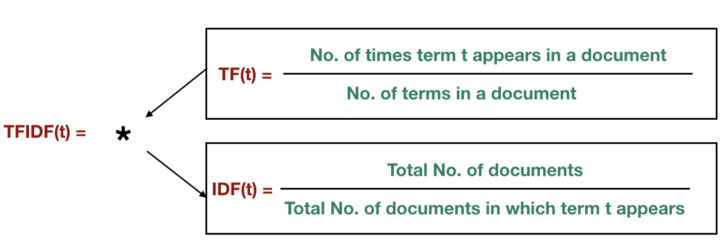 No. of times term t appears in a document
TF(t) =
No. of terms in a document
TFIDF(t) = *
Total No. of documents
IDF(t) =
Total No. of documents in which term t appears